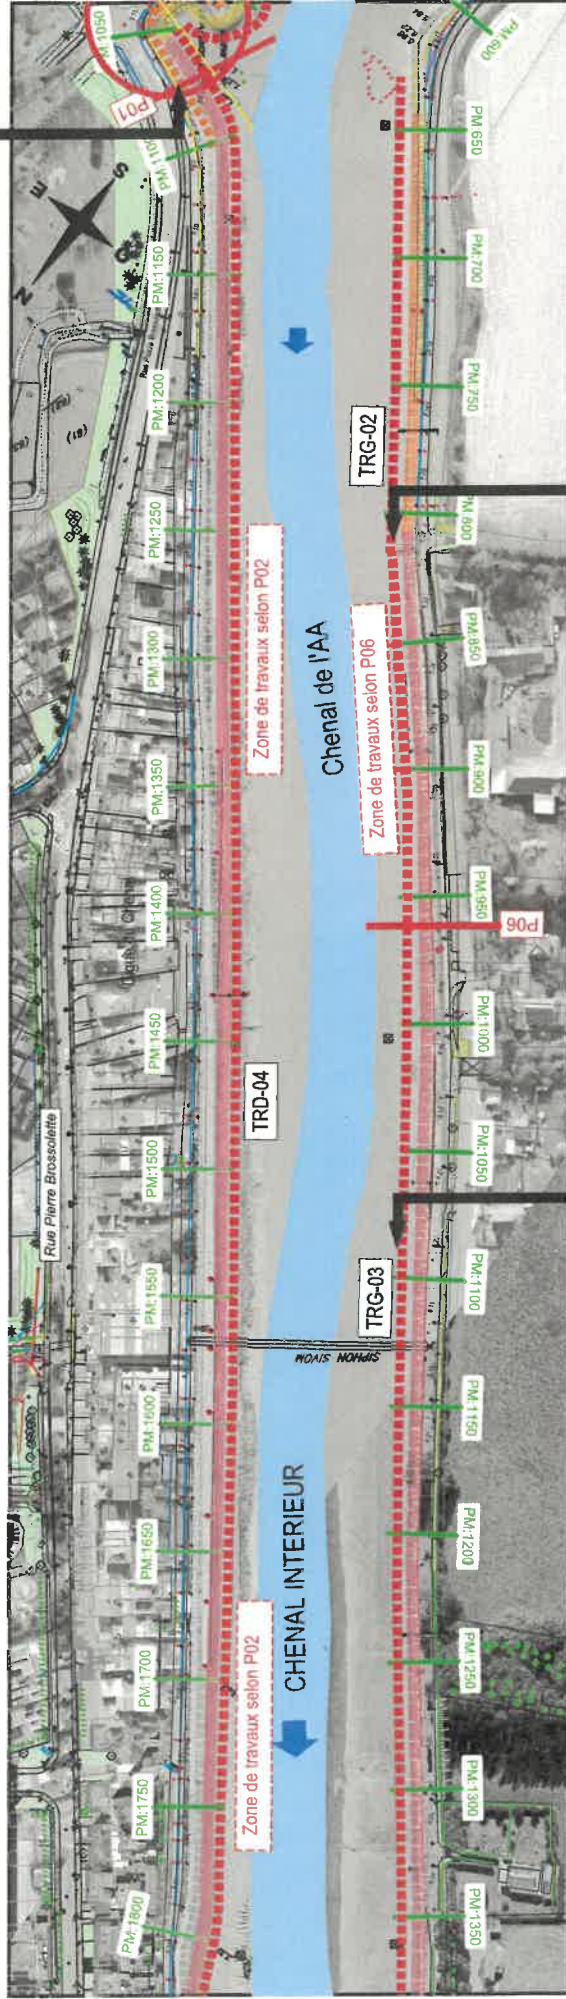 M:1050
P01
PM:1100
S
E
N
PM:1150
PM:1200
PM:1250
PM:1300
PM:1350
PM:1400
PM:1450
PM:1500
PM:1550
PM:1600
PM:1650
PM:1700
PM:1750
PM:1800
Rue Pierre Brossolette
Zone de travaux selon P02
TRD-04
Zone de travaux selon P02
Chenal de l'AA
CHENAL INTERIEUR
SIPHON SIVOM
TRG-02
Zone de travaux selon P06
P06
TRG-03
:600
PM:650
PM:700
PM:750
PM:800
PM:850
PM:900
PM:950
PM:1000
PM:1050
PM:1100
PM:1150
PM:1200
PM:1250
PM:1300
PM:1350
(81)